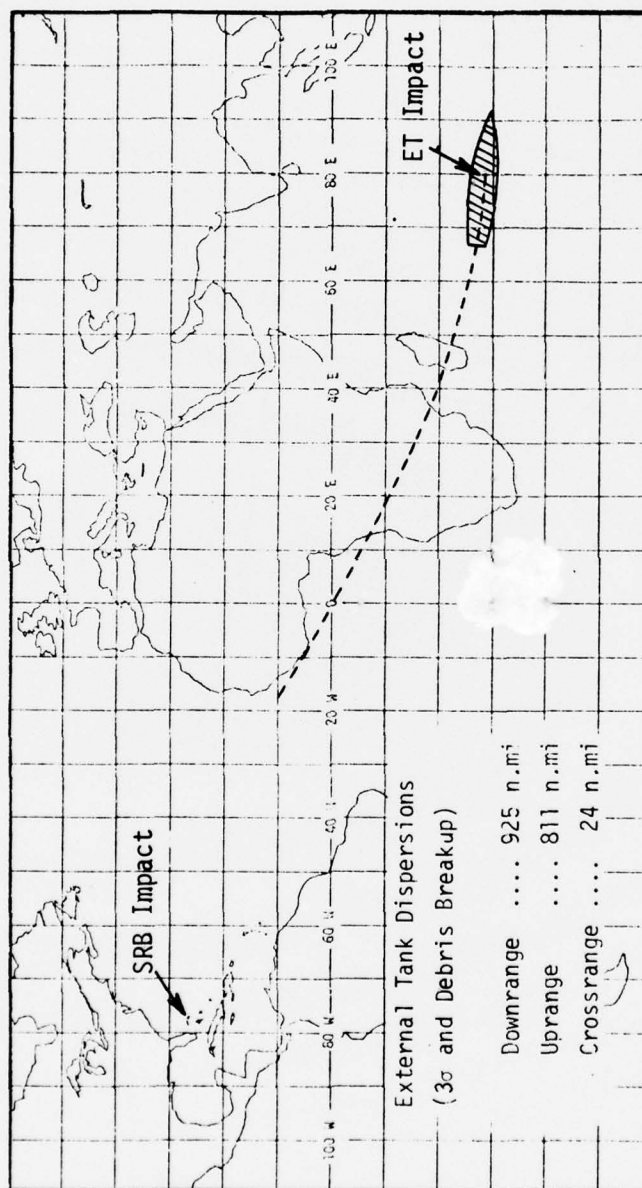 SRB Impact
ET Impact
100 W
80 W
60 W
40 W
20 W
0
20 E
40 E
60 E
80 E
100 E
External Tank Dispersions
(3σ and Debris Breakup)
Downrange .... 925 n.mi
Uprange .... 811 n.mi
Crossrange .... 24 n.mi